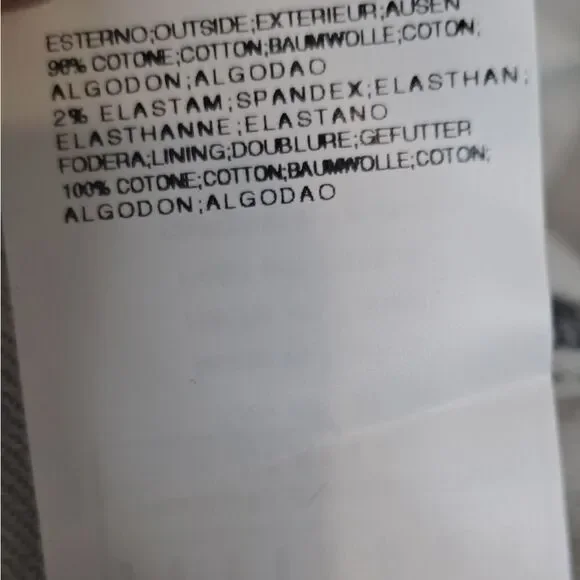 ESTERNO;OUTSIDE;EXTERIEUR;AUSEN
98% COTONE;COTTON;BAUMWOLLE;COTON;
ALGODON;ALGODAO
2% ELASTAM;SPANDEX;ELASTHAN;
ELASTHANNE;ELASTANO
FODERA;LINING;DOUBLURE;GEFUTTER
100% COTONE;COTTON;BAUMWOLLE;COTON;
ALGODON;ALGODAO